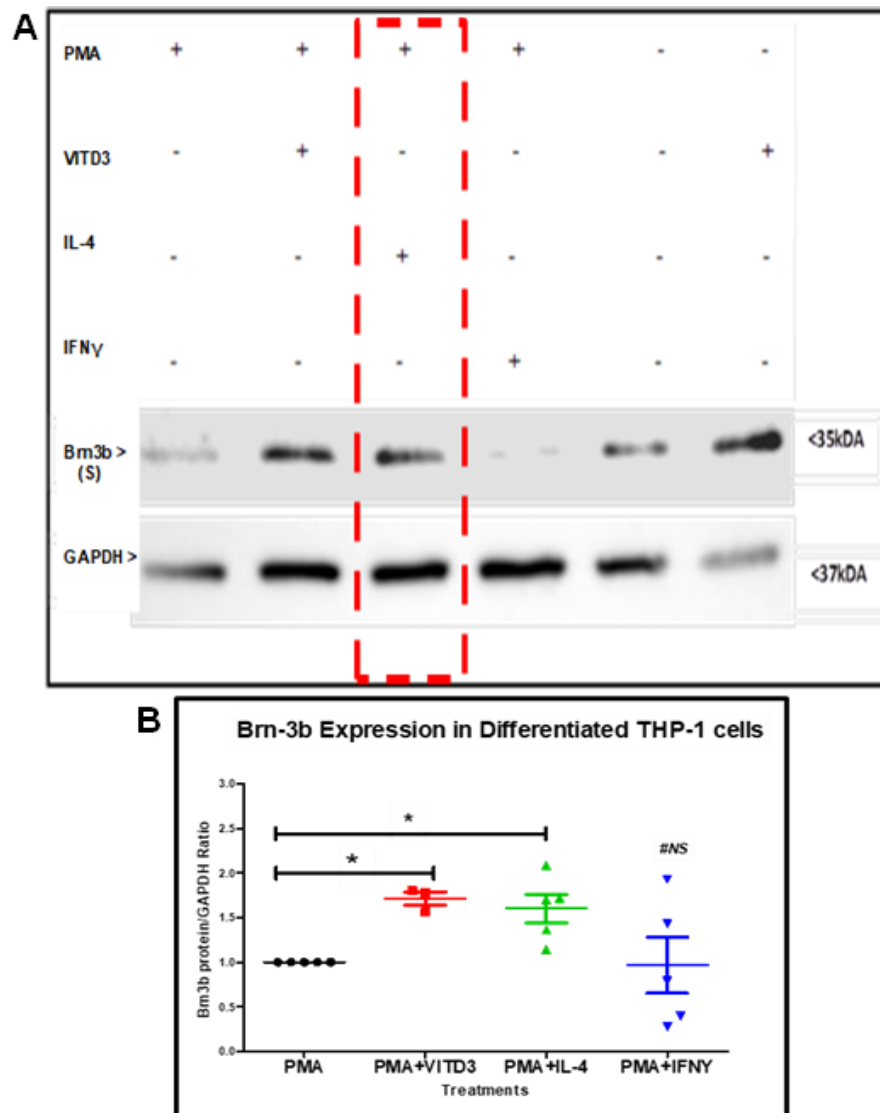 A
PMA + + + + - -
VITD3 - + - - - +
IL-4 - - + - - -
IFNγ - - - + - -
Brn3b > <35kDA
(S)
GAPDH > <37kDA
B
Brn-3b Expression in Differentiated THP-1 cells
Brn3b protein/GAPDH Ratio
3.0
2.5
2.0
1.5
1.0
0.5
0.0
*
*
#NS
PMA PMA+VITD3 PMA+IL-4 PMA+IFNY
Treatments